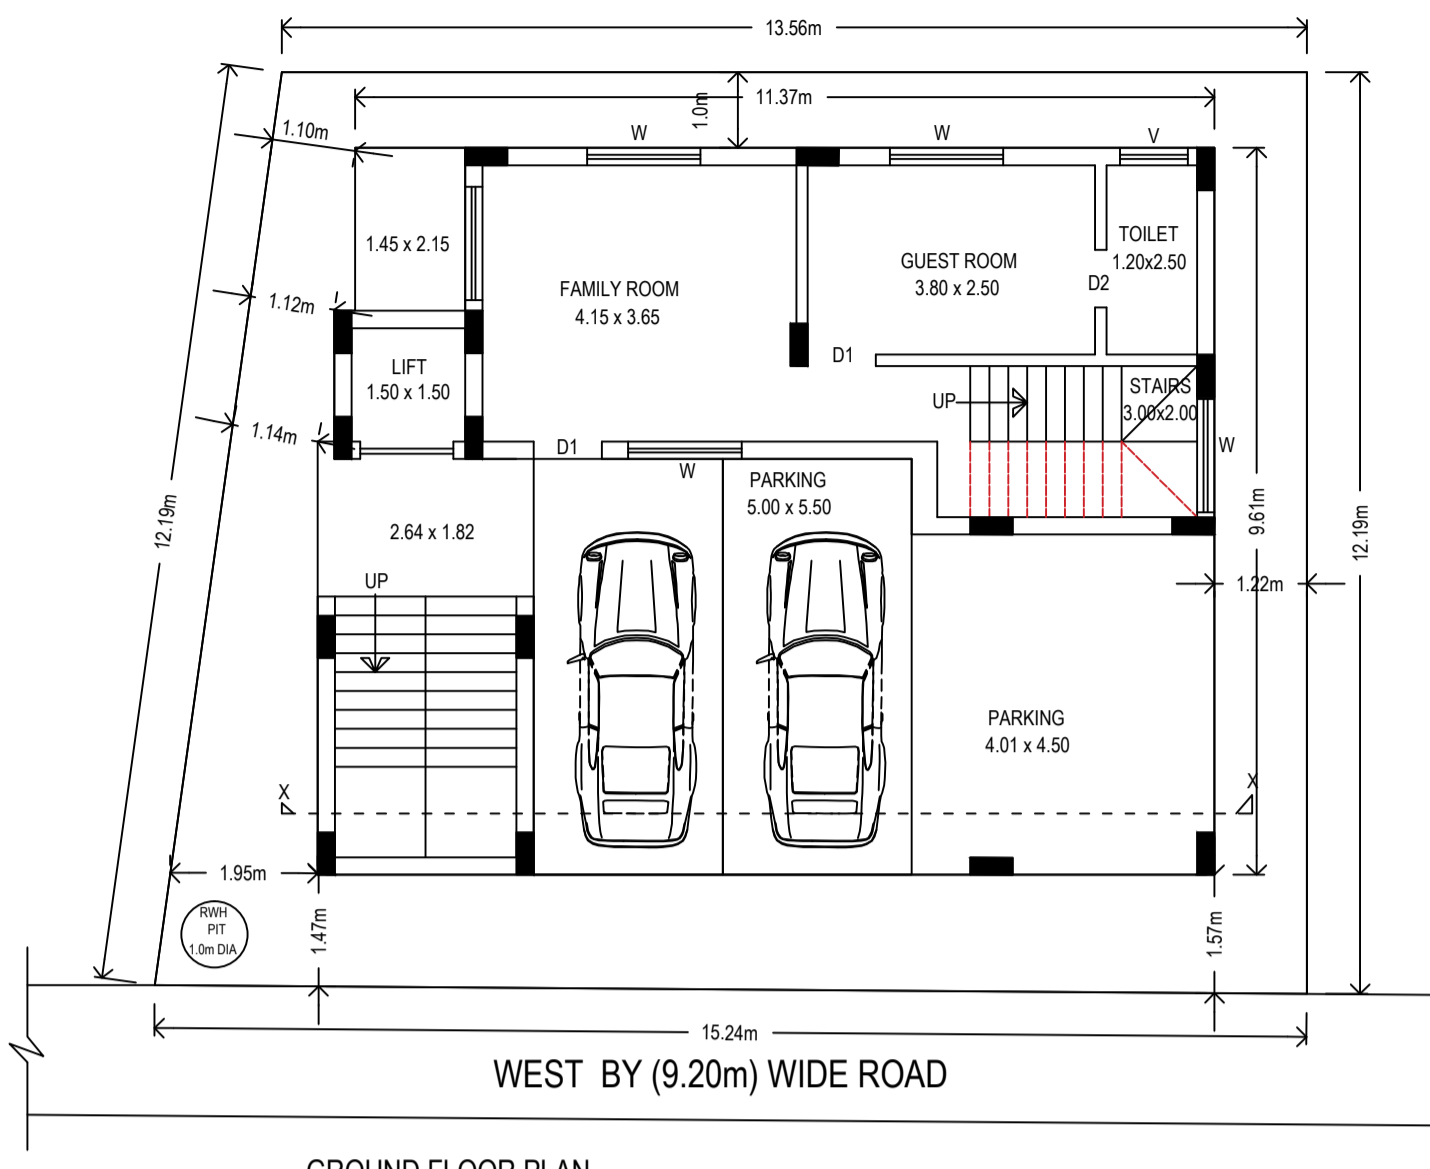 13.56m
11.37m
1.0m
1.10m
W
W
V
1.45 x 2.15
FAMILY ROOM
4.15 x 3.65
GUEST ROOM
3.80 x 2.50
TOILET
1.20x2.50
D2
1.12m
D1
LIFT
1.50 x 1.50
UP
STAIRS
3.00x2.00
1.14m
D1
W
W
PARKING
5.00 x 5.50
12.19m
2.64 x 1.82
9.61m
12.19m
UP
1.22m
PARKING
4.01 x 4.50
X
X
1.95m
RWH
PIT
1.0m DIA
1.47m
1.57m
15.24m
WEST BY (9.20m) WIDE ROAD
GROUND FLOOR PLAN